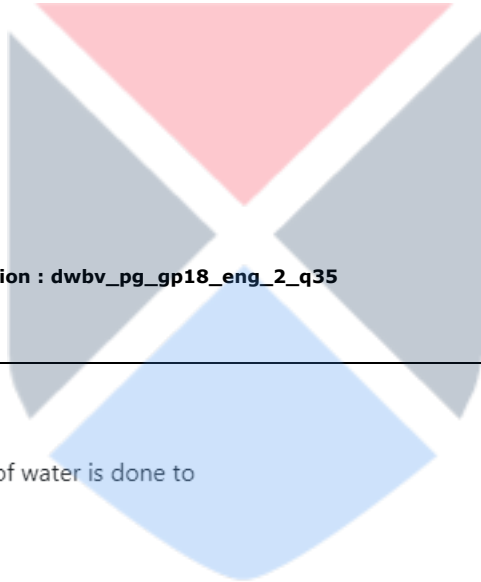 ion : dwbv_pg_gp18_eng_2_q35
of water is done to